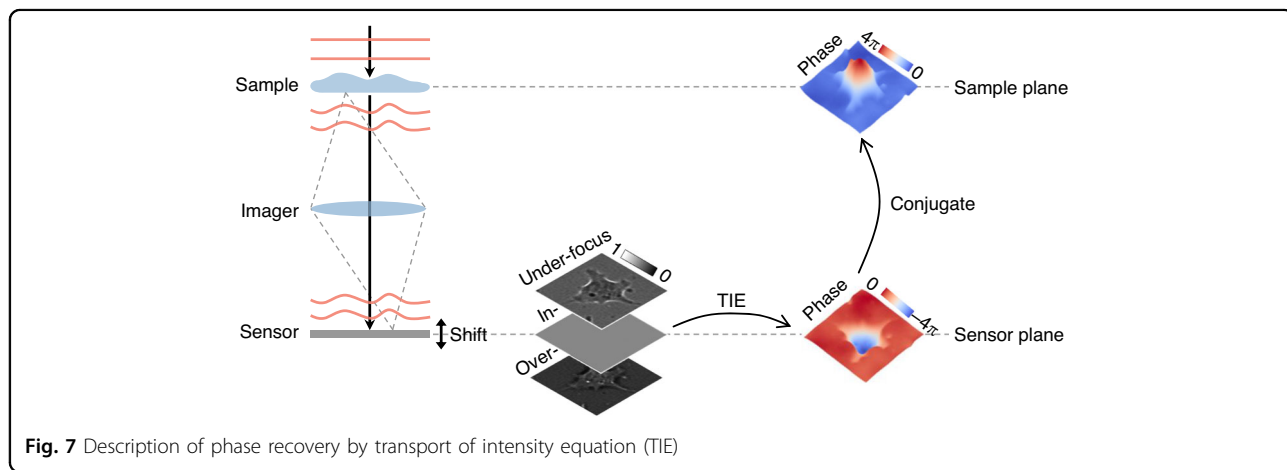 Sample
Imager
Sensor
Shift
Under-focus
In-
Over-
1
0
TIE
Phase
0
−4π
Sensor plane
Conjugate
Phase
4π
0
Sample plane
Fig. 7 Description of phase recovery by transport of intensity equation (TIE)